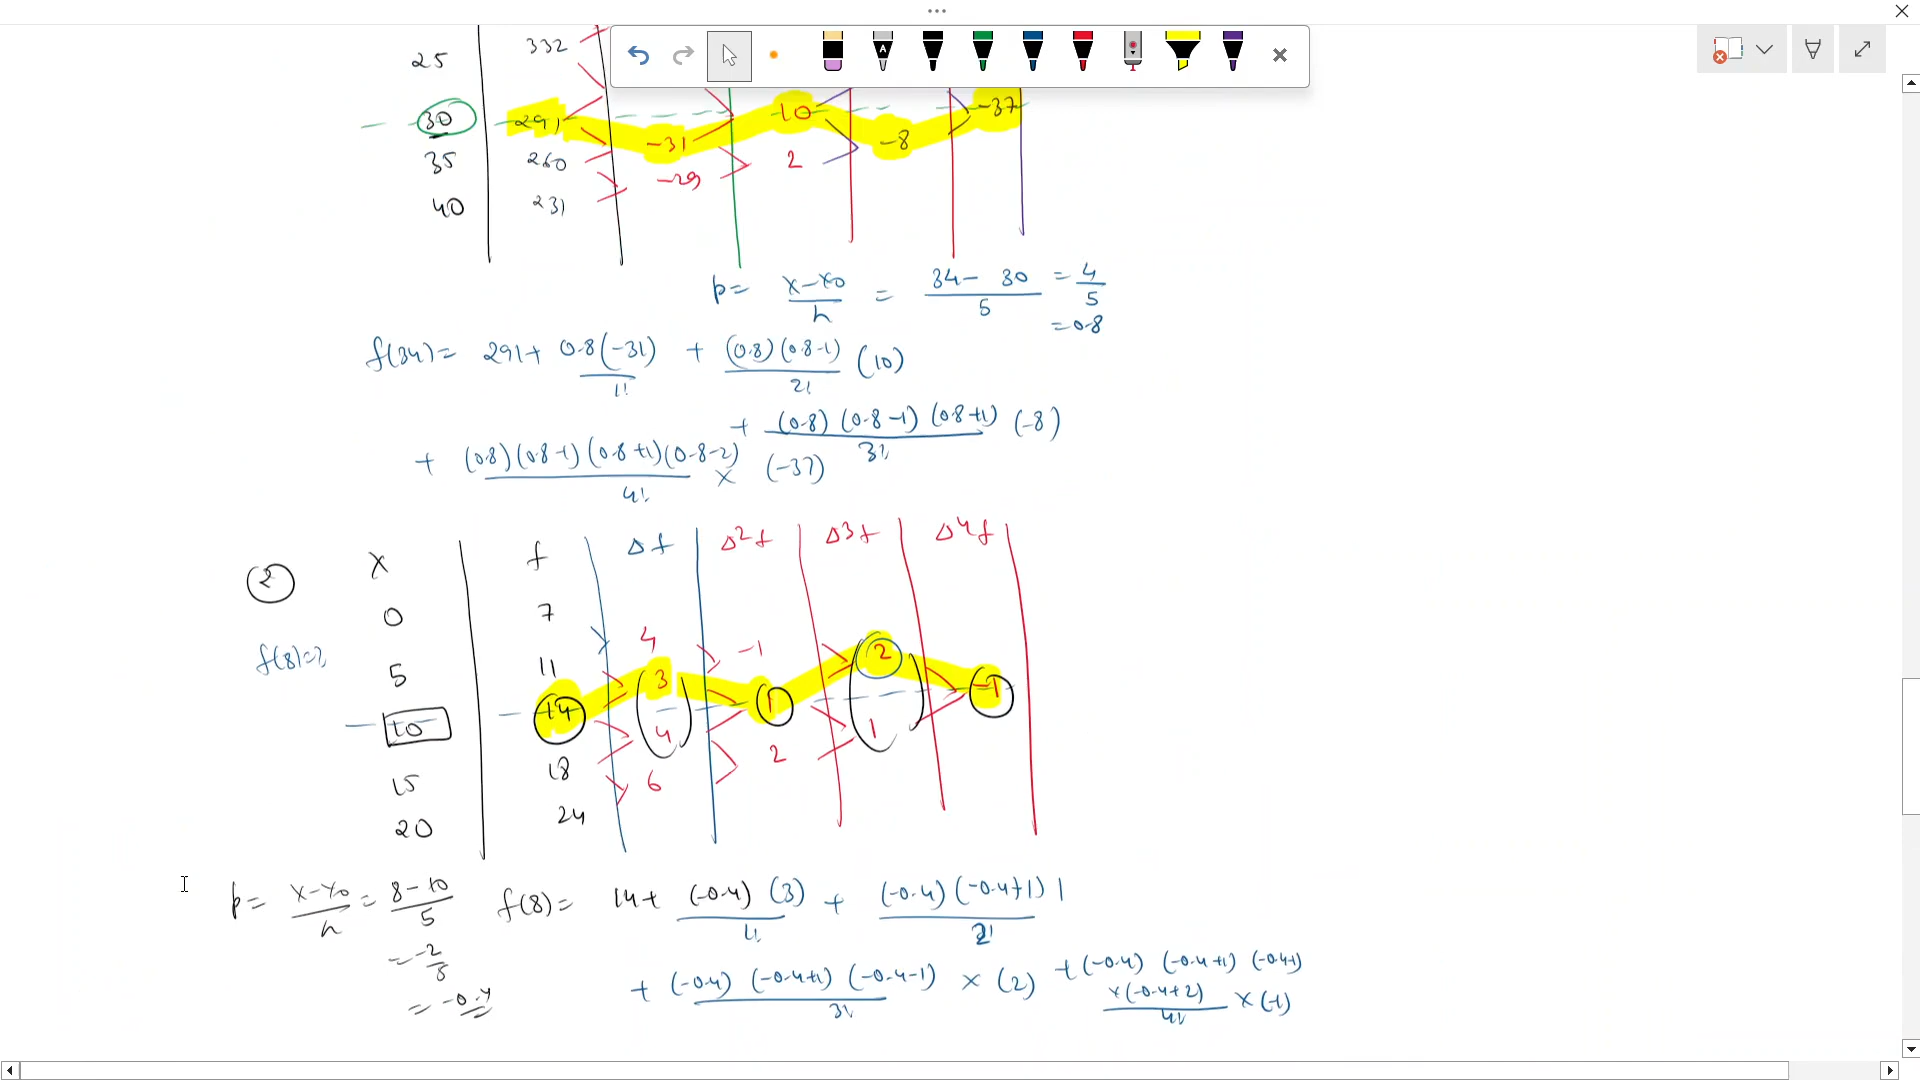 25 332
30 291 -31 10 -8 -37
35 260 -29 2
40 231
p = x-x0/h = 34-30/5 = 4/5
= 0.8
f(34) = 291 + 0.8(-31)/1! + (0.8)(0.8-1)/2! (10)
+ (0.8)(0.8-1)(0.8+1)/3! (-8)
+ (0.8)(0.8-1)(0.8+1)(0.8-2)/4! x (-37)
② x f Δf Δ2f Δ3f Δ4f
0 7
f(8)=? 4 -1
5 11 3 2
10 14 1 -1
4 1
15 18 2
6
20 24
p = x-x0/h = 8-10/5
= -2/5
= -0.4
f(8) = 14 + (-0.4)(3)/1! + (-0.4)(-0.4+1)1/2!
+ (-0.4)(-0.4+1)(-0.4-1)/3! x (2) + (-0.4)(-0.4+1)(-0.4-1)
x(-0.4+2)/4! x(-1)